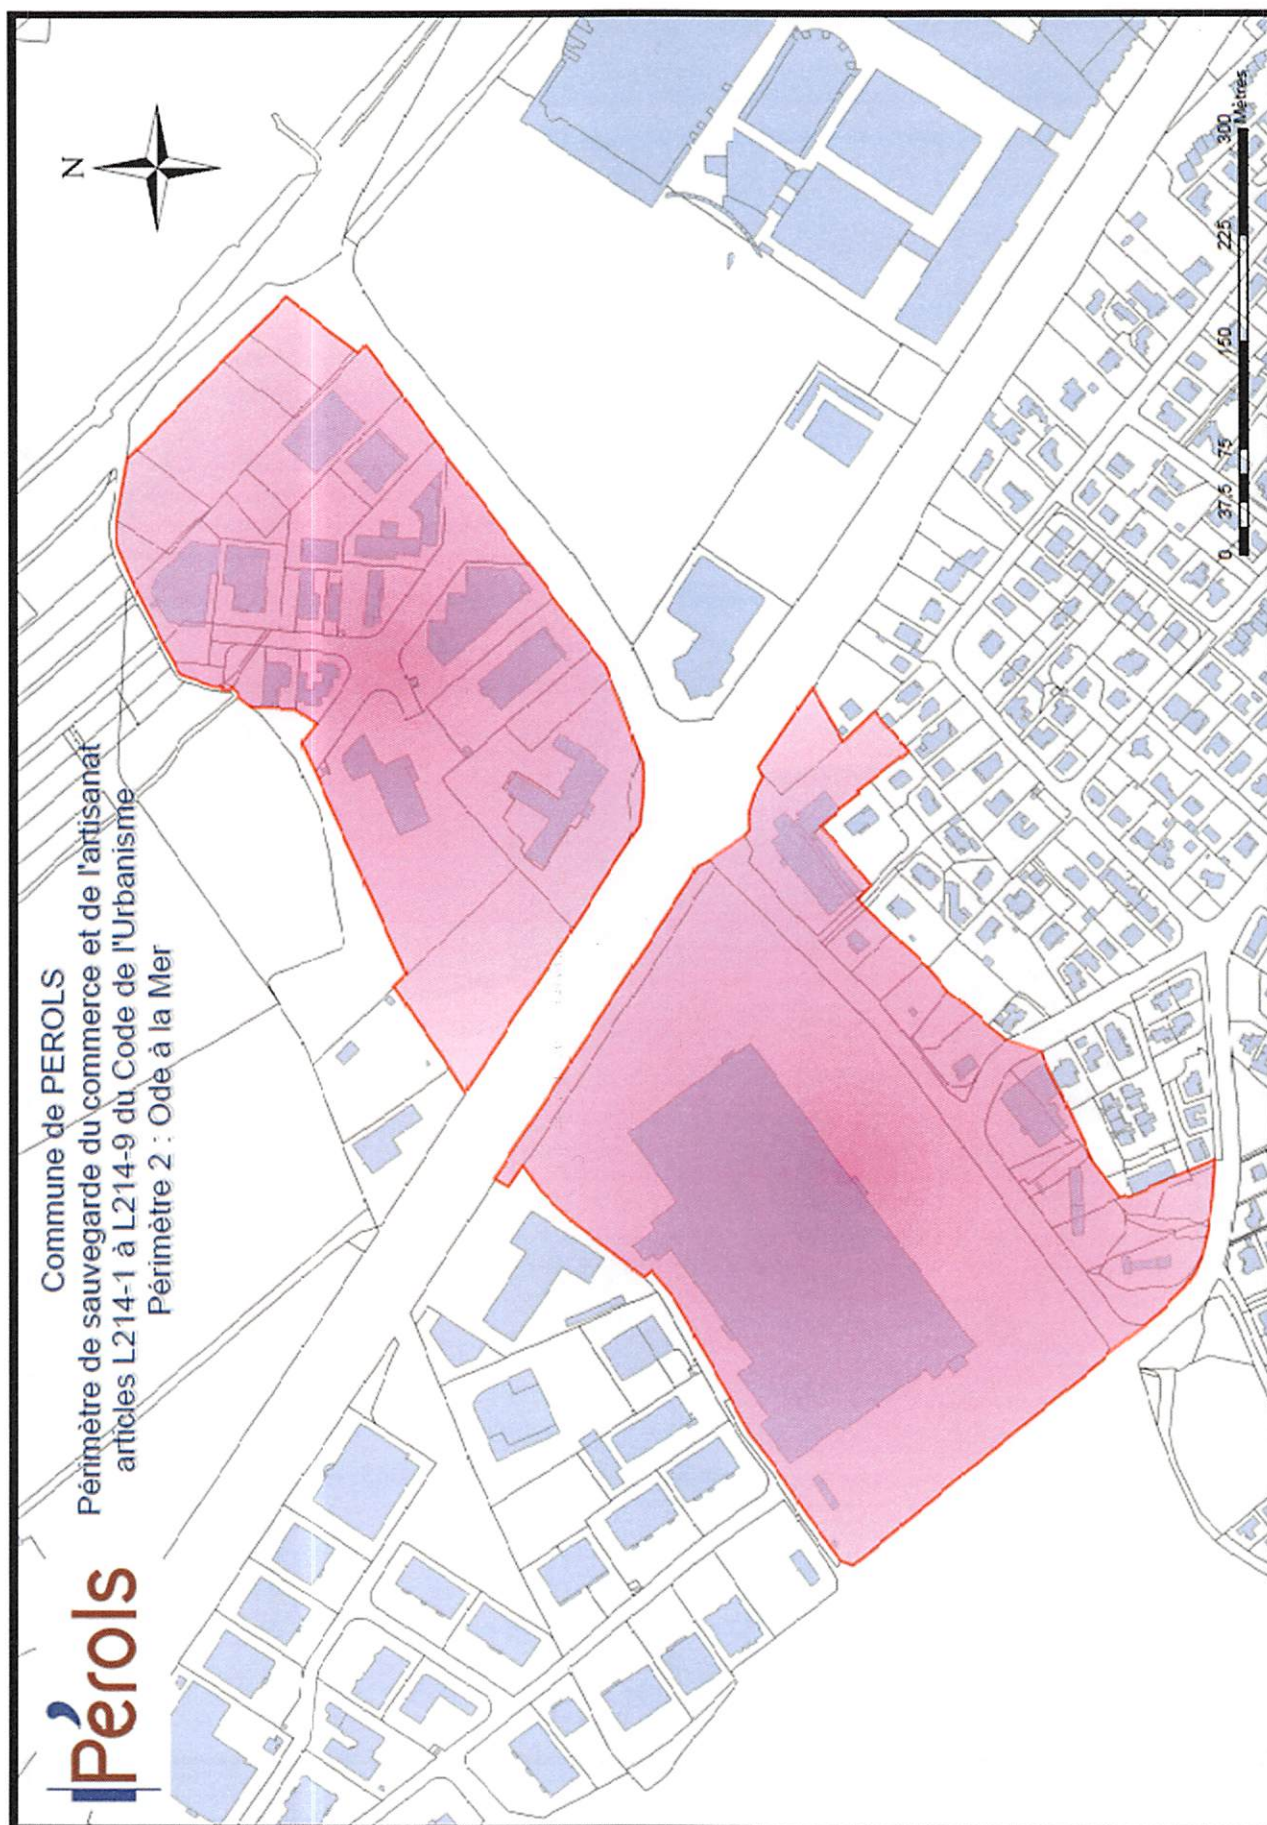 Pérols
Commune de PEROLS
Périmètre de sauvegarde du commerce et de l'artisanat
articles L214-1 à L214-9 du Code de l'Urbanisme
Périmètre 2 : Ode à la Mer
N
0 37,5 75 150 225 300
Mètres